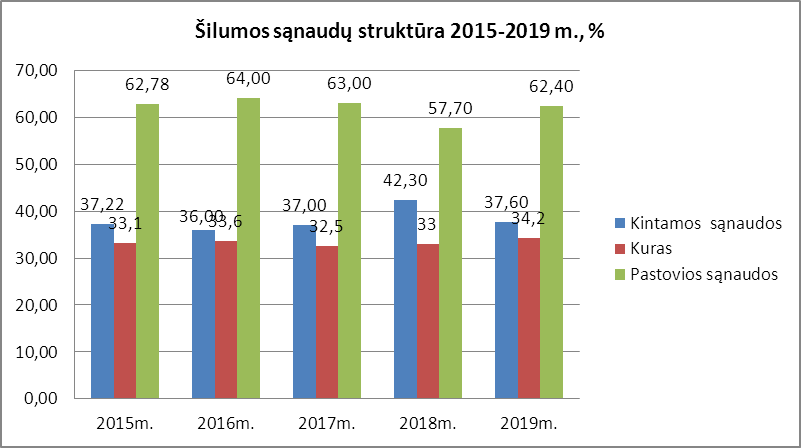 Šilumos sąnaudų struktūra 2015-2019 m., %
70,00
60,00
50,00
40,00
30,00
20,00
10,00
0,00
62,78
64,00
63,00
57,70
62,40
37,22
36,00
37,00
42,30
37,60
33,1
33,6
32,5
33
34,2
2015m.
2016m.
2017m.
2018m.
2019m.
Kintamos sąnaudos
Kuras
Pastovios sąnaudos